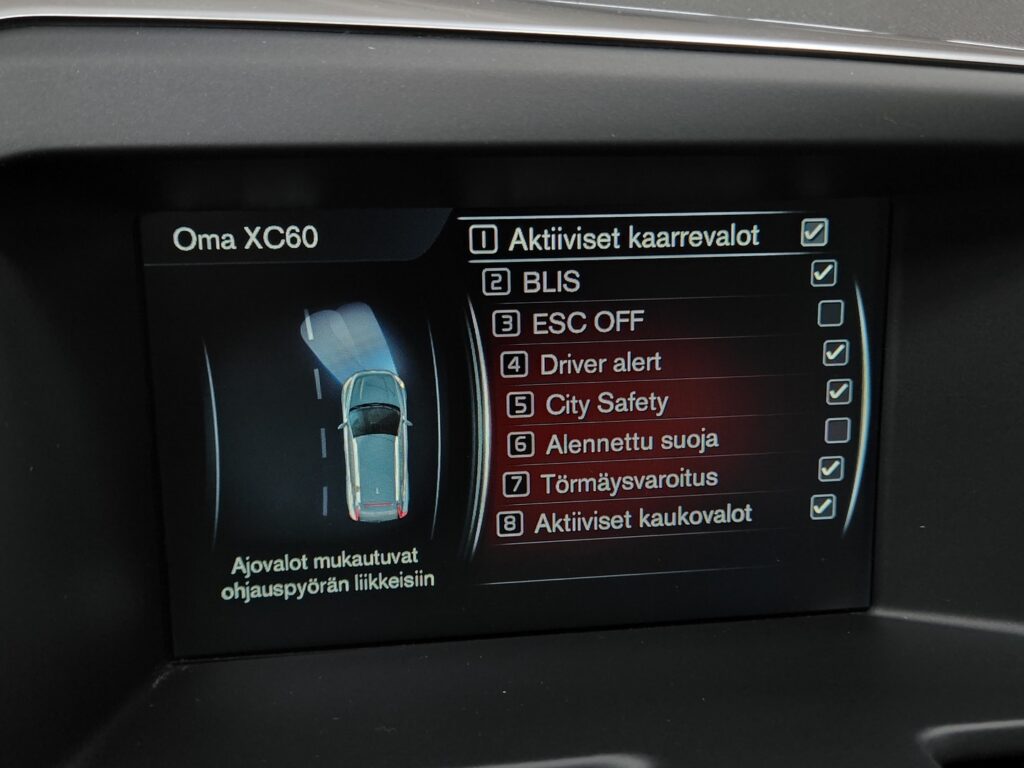 Oma XC60
1 Aktiiviset kaarrevalot
2 BLIS
3 ESC OFF
4 Driver alert
5 City Safety
6 Alennettu suoja
7 Törmäysvaroitus
8 Aktiiviset kaukovalot
Ajovalot mukautuvat
ohjauspyörän liikkeisiin